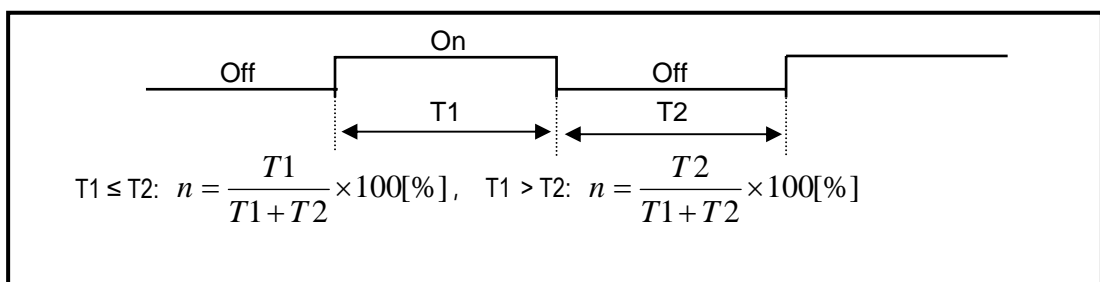 On
Off Off
T1 T2
T1 ≤ T2: n = T1 / T1 + T2 × 100[%] , T1 > T2: n = T2 / T1 + T2 × 100[%]